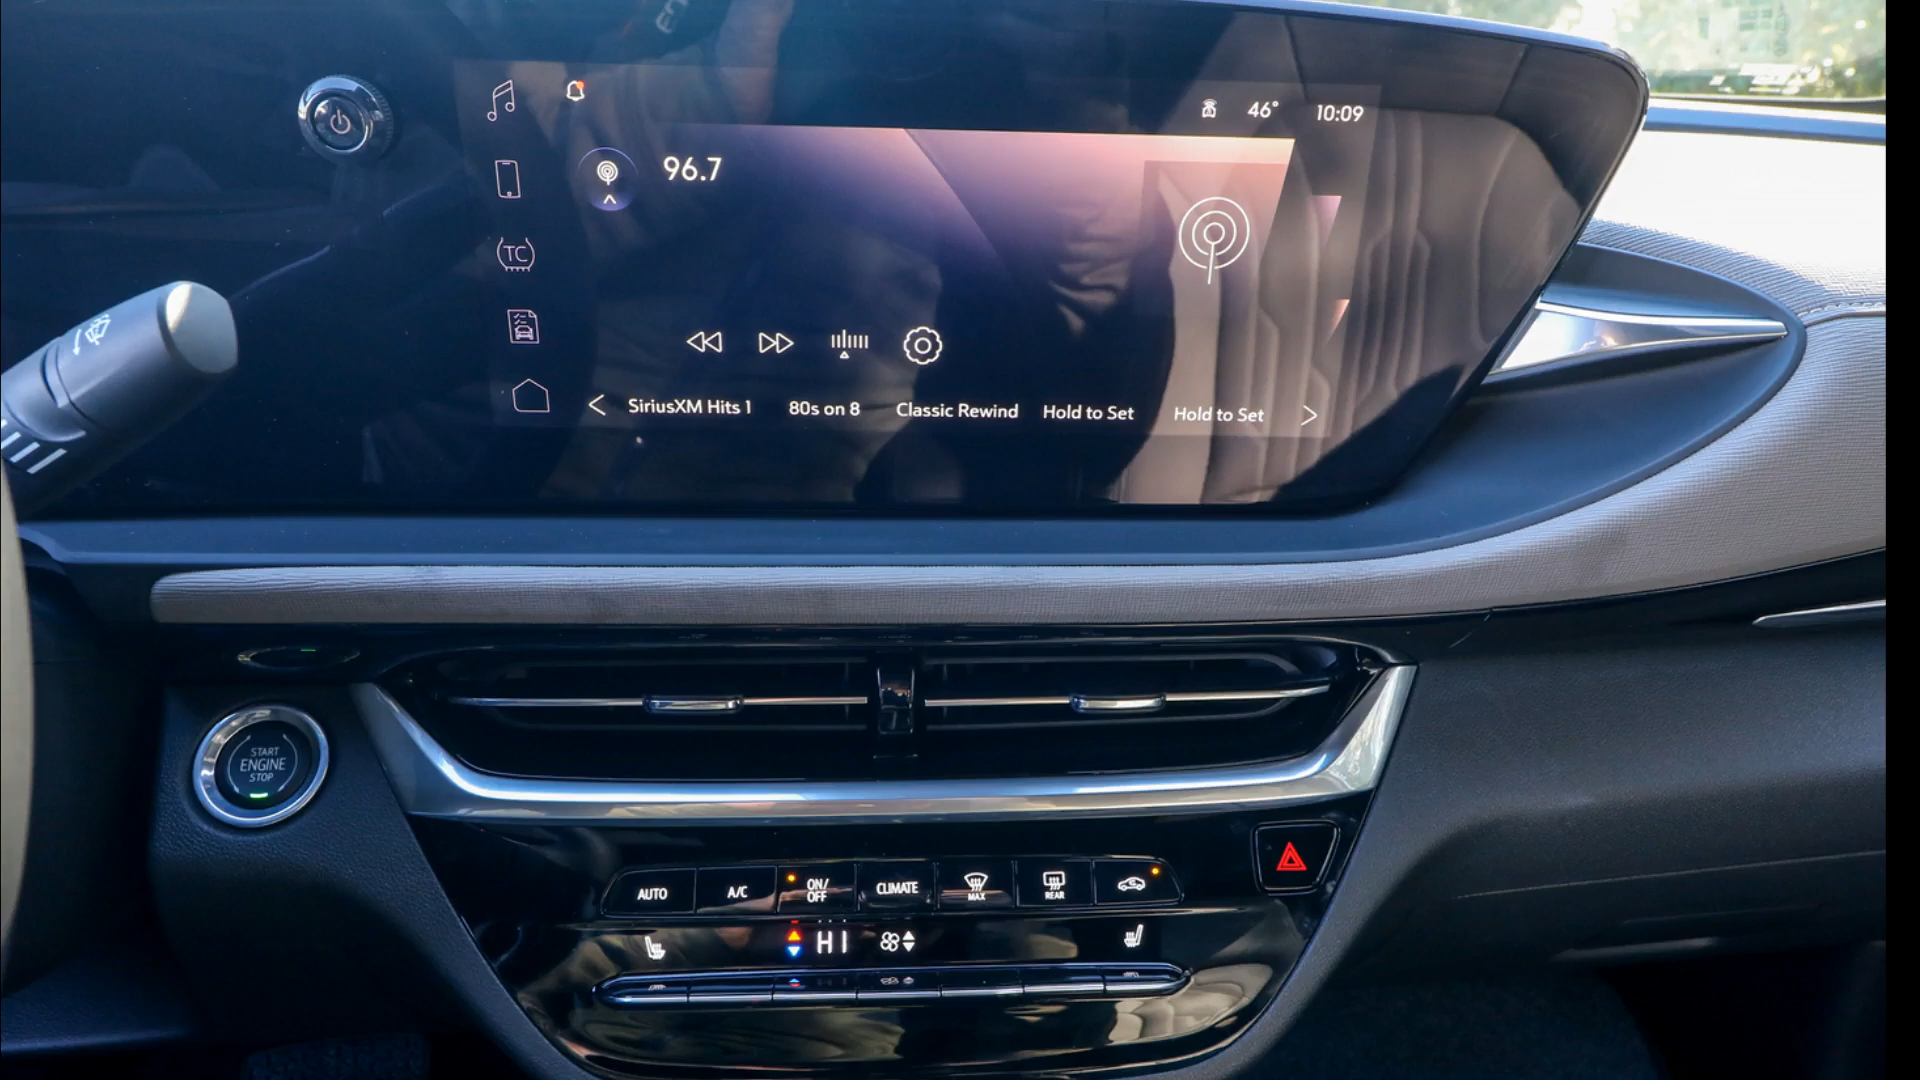 46° 10:09
96.7
TC
SiriusXM Hits 1 80s on 8 Classic Rewind Hold to Set Hold to Set
START
ENGINE
STOP
AUTO A/C ON/
OFF CLIMATE MAX REAR
HI